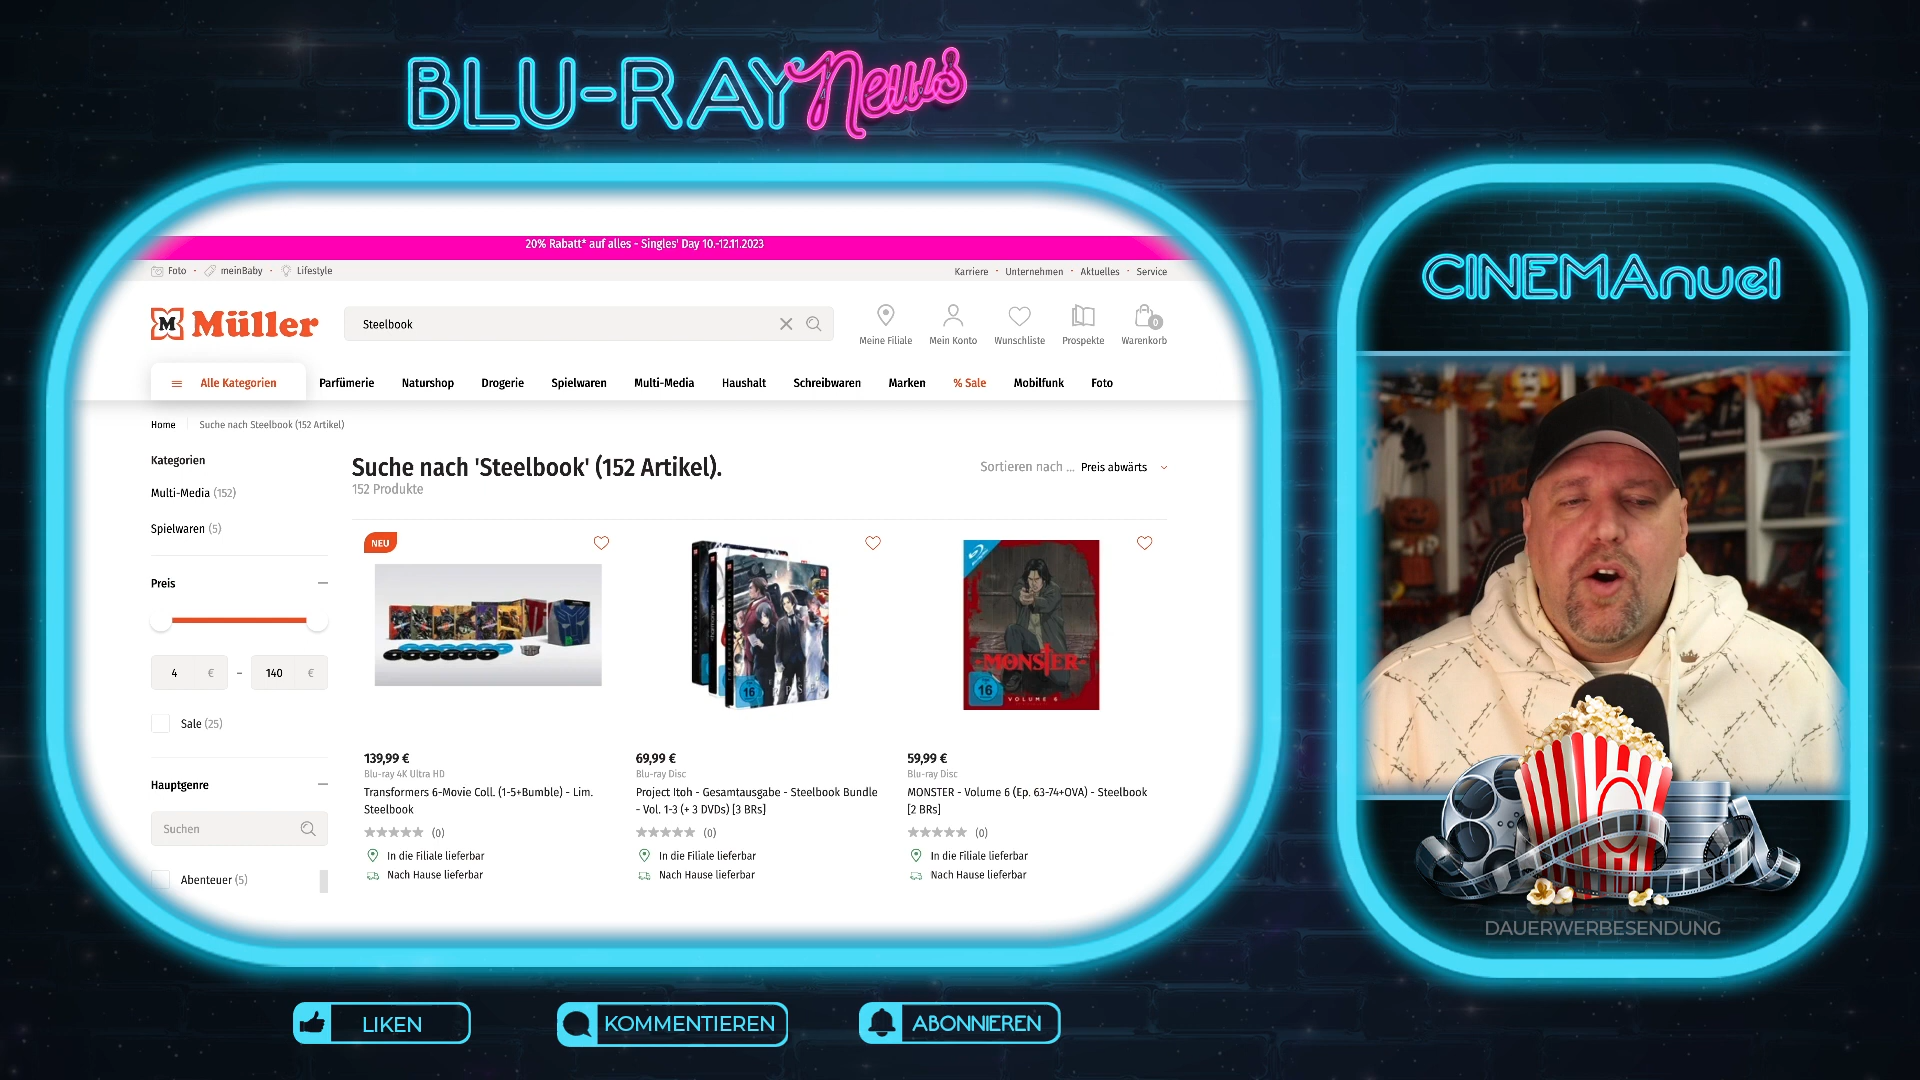 BLU-RAY News
20% Rabatt* auf alles - Singles' Day 10.-12.11.2023
Foto · meinBaby · Lifestyle
Karriere · Unternehmen · Aktuelles · Service
M Müller
Steelbook
Meine Filiale
Mein Konto
Wunschliste
Prospekte
0
Warenkorb
Alle Kategorien
Parfümerie
Naturshop
Drogerie
Spielwaren
Multi-Media
Haushalt
Schreibwaren
Marken
% Sale
Mobilfunk
Foto
Home
Suche nach Steelbook (152 Artikel)
Kategorien
Multi-Media (152)
Spielwaren (5)
Preis
4 €
–
140 €
Sale (25)
Hauptgenre
Suchen
Abenteuer (5)
Suche nach 'Steelbook' (152 Artikel).
152 Produkte
Sortieren nach ... Preis abwärts
NEU
139,99 €
Blu-ray 4K Ultra HD
Transformers 6-Movie Coll. (1-5+Bumble) - Lim.
Steelbook
(0)
In die Filiale lieferbar
Nach Hause lieferbar
16
69,99 €
Blu-ray Disc
Project Itoh - Gesamtausgabe - Steelbook Bundle
- Vol. 1-3 (+ 3 DVDs) [3 BRs]
(0)
In die Filiale lieferbar
Nach Hause lieferbar
MONSTER
16
VOLUME 6
59,99 €
Blu-ray Disc
MONSTER - Volume 6 (Ep. 63-74+OVA) - Steelbook
[2 BRs]
(0)
In die Filiale lieferbar
Nach Hause lieferbar
CINEMAnuel
DAUERWERBESENDUNG
LIKEN
KOMMENTIEREN
ABONNIEREN